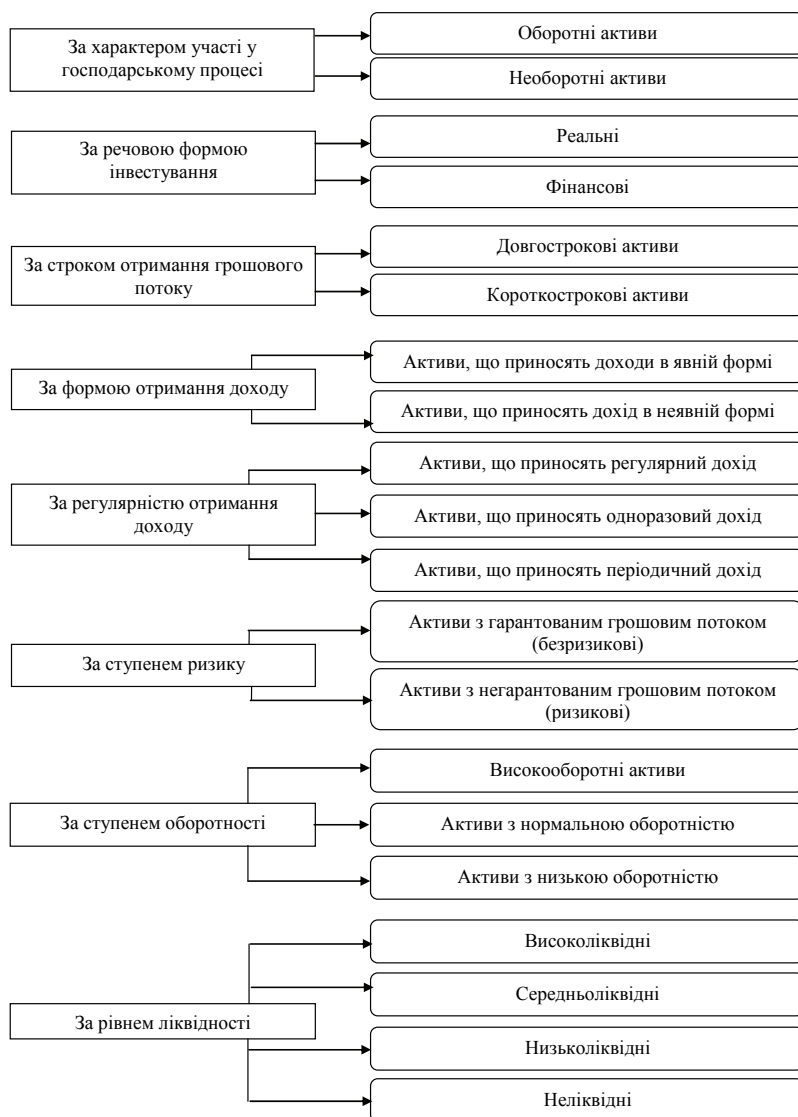 За характером участі у
господарському процесі
Оборотні активи
Необоротні активи
За речовою формою
інвестування
Реальні
Фінансові
За строком отримання грошового
потоку
Довгострокові активи
Короткострокові активи
За формою отримання доходу
Активи, що приносять доходи в явній формі
Активи, що приносять дохід в неявній формі
За регулярністю отримання
доходу
Активи, що приносять регулярний дохід
Активи, що приносять одноразовий дохід
Активи, що приносять періодичний дохід
За ступенем ризику
Активи з гарантованим грошовим потоком
(безризикові)
Активи з негарантованим грошовим потоком
(ризикові)
За ступенем оборотності
Високооборотні активи
Активи з нормальною оборотністю
Активи з низькою оборотністю
За рівнем ліквідності
Високоліквідні
Середньоліквідні
Низьколіквідні
Неліквідні